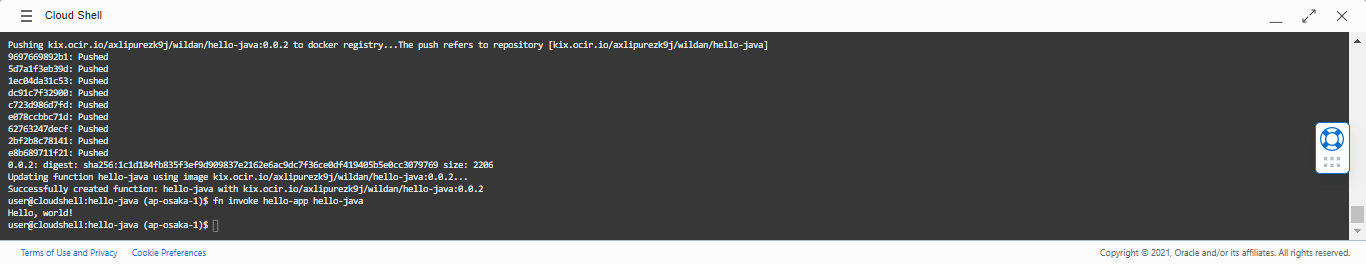 Cloud Shell
Pushing kix.ocir.io/axlipurezk9j/wildan/hello-java:0.0.2 to docker registry...The push refers to repository [kix.ocir.io/axlipurezk9j/wildan/hello-java]
9697669892b1: Pushed
5d7a1f3eb39d: Pushed
1ec04da31c53: Pushed
dc91c7f32900: Pushed
c723d986d7fd: Pushed
e078ccbbc71d: Pushed
62763247decf: Pushed
2bf2b8c78141: Pushed
e8b689711f21: Pushed
0.0.2: digest: sha256:1c1d184fb835f3ef9d909837e2162e6ac9dc7f36ce0df419405b5e0cc3079769 size: 2206
Updating function hello-java using image kix.ocir.io/axlipurezk9j/wildan/hello-java:0.0.2...
Successfully created function: hello-java with kix.ocir.io/axlipurezk9j/wildan/hello-java:0.0.2
user@cloudshell:hello-java (ap-osaka-1)$ fn invoke hello-app hello-java
Hello, world!
user@cloudshell:hello-java (ap-osaka-1)$
Terms of Use and Privacy Cookie Preferences Copyright © 2021, Oracle and/or its affiliates. All rights reserved.